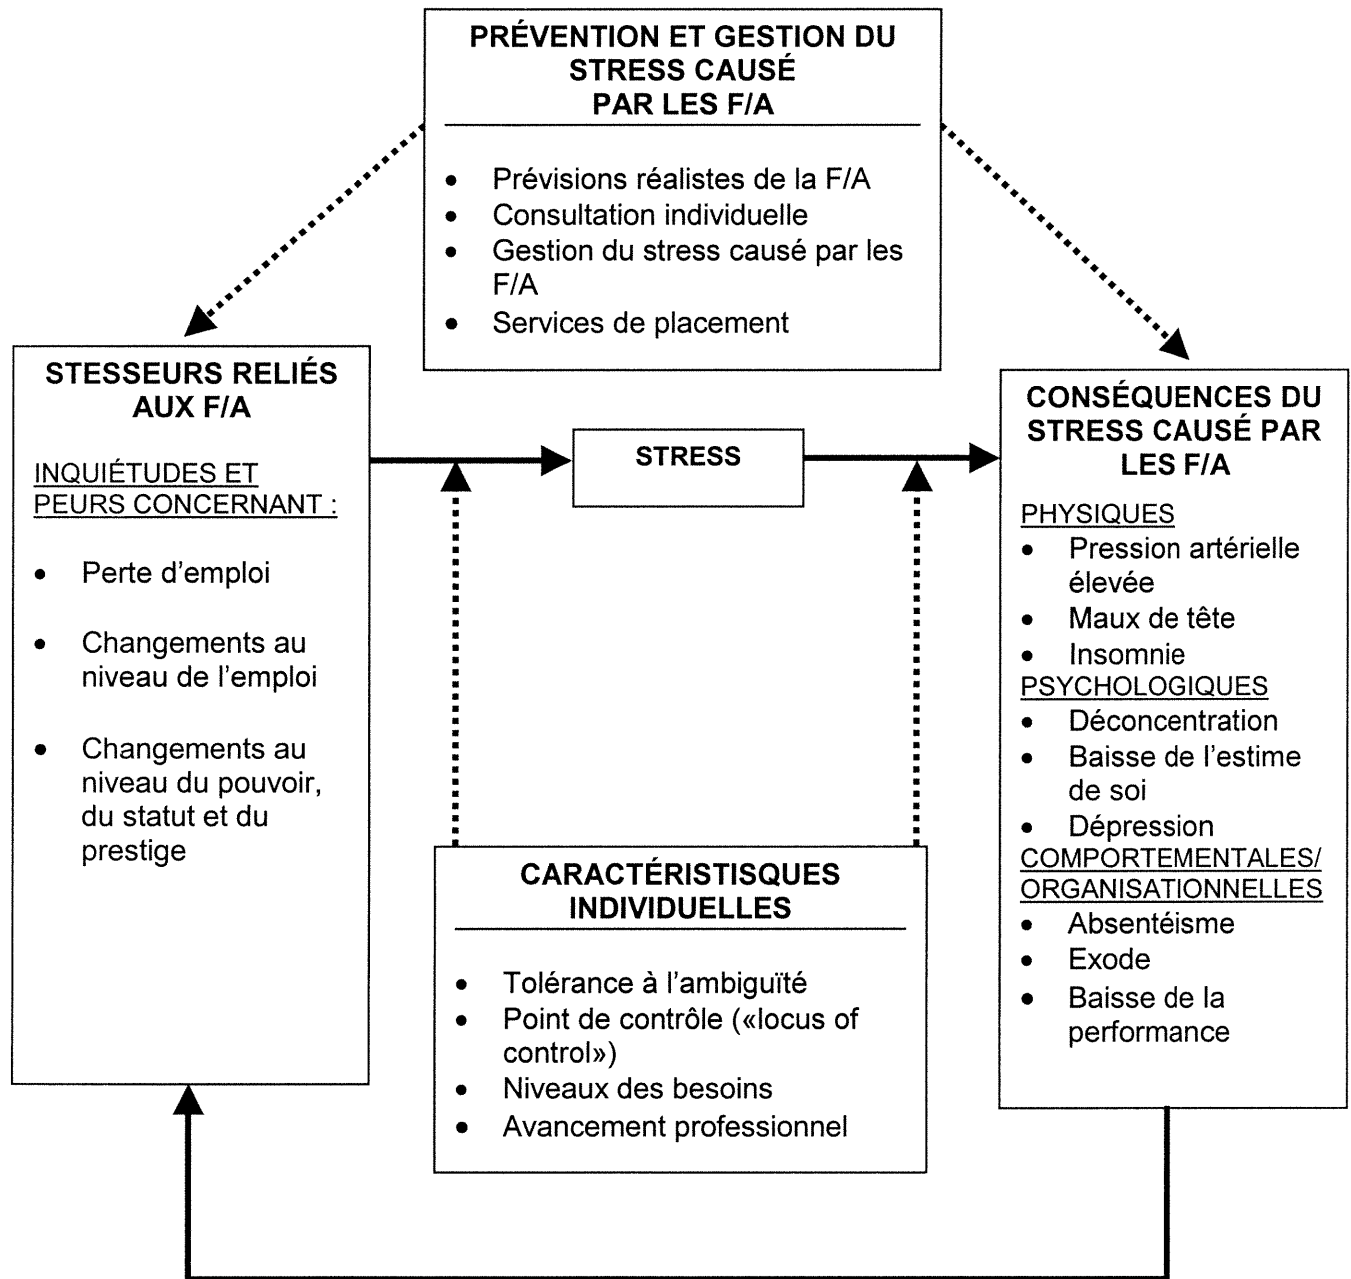 PRÉVENTION ET GESTION DU
STRESS CAUSÉ
PAR LES F/A
• Prévisions réalistes de la F/A
• Consultation individuelle
• Gestion du stress causé par les
F/A
• Services de placement
STESSEURS RELIÉS
AUX F/A
INQUIÉTUDES ET
PEURS CONCERNANT :
• Perte d’emploi
• Changements au
niveau de l’emploi
• Changements au
niveau du pouvoir,
du statut et du
prestige
STRESS
CARACTÉRISTISQUES
INDIVIDUELLES
• Tolérance à l’ambiguïté
• Point de contrôle («locus of
control»)
• Niveaux des besoins
• Avancement professionnel
CONSÉQUENCES DU
STRESS CAUSÉ PAR
LES F/A
PHYSIQUES
• Pression artérielle
élevée
• Maux de tête
• Insomnie
PSYCHOLOGIQUES
• Déconcentration
• Baisse de l’estime
de soi
• Dépression
COMPORTEMENTALES/
ORGANISATIONNELLES
• Absentéisme
• Exode
• Baisse de la
performance